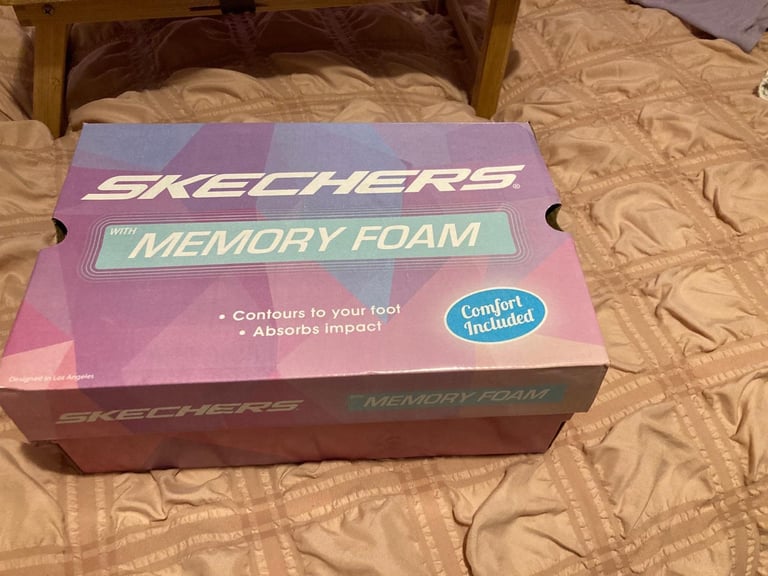 SKECHERS®
WITH MEMORY FOAM
• Contours to your foot
• Absorbs impact
Comfort
Included
Designed in Los Angeles
SKECHERS
WITH MEMORY FOAM